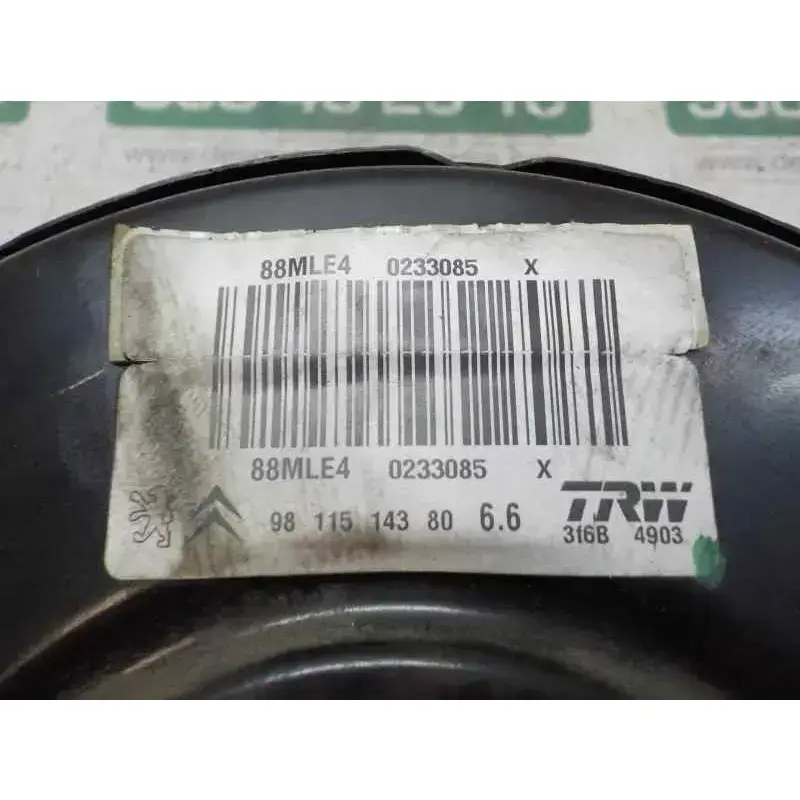 88MLE4 0233085 X
88MLE4 0233085 X
98 115 143 80 6.6
TRW
316B 4903